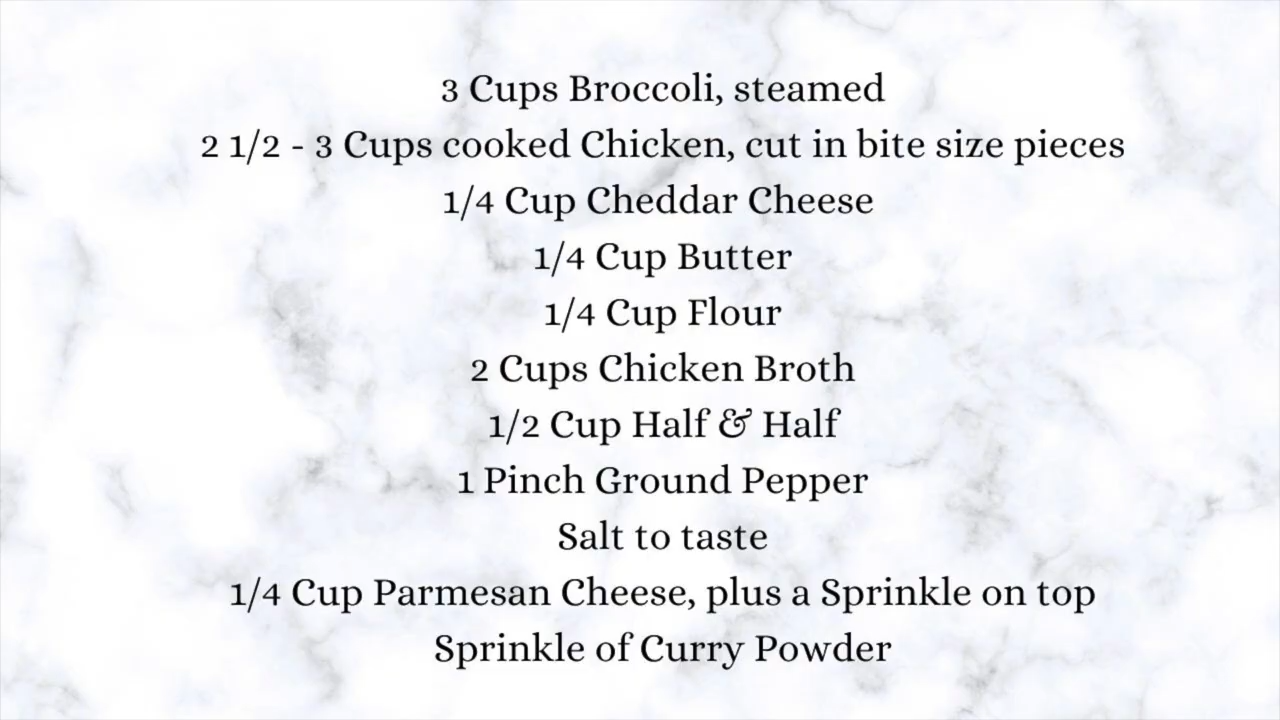 3 Cups Broccoli, steamed
2 1/2 - 3 Cups cooked Chicken, cut in bite size pieces
1/4 Cup Cheddar Cheese
1/4 Cup Butter
1/4 Cup Flour
2 Cups Chicken Broth
1/2 Cup Half & Half
1 Pinch Ground Pepper
Salt to taste
1/4 Cup Parmesan Cheese, plus a Sprinkle on top
Sprinkle of Curry Powder